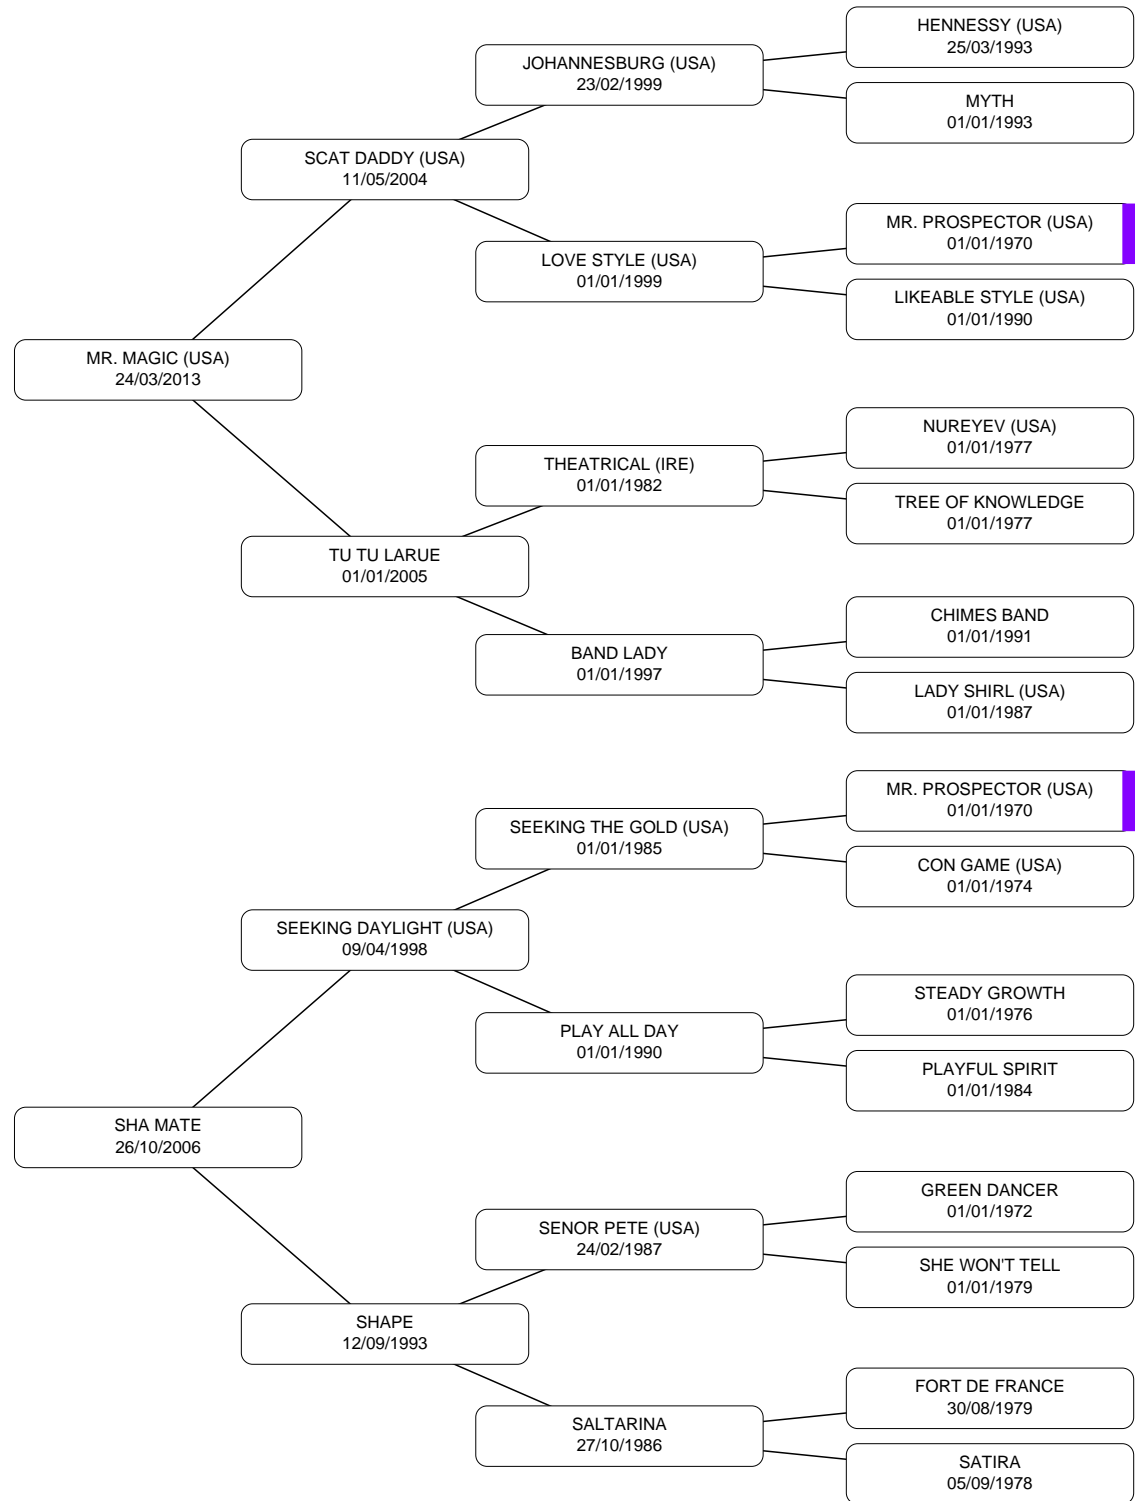 HENNESSY (USA)
25/03/1993
JOHANNESBURG (USA)
23/02/1999
MYTH
01/01/1993
SCAT DADDY (USA)
11/05/2004
MR. PROSPECTOR (USA)
01/01/1970
LOVE STYLE (USA)
01/01/1999
LIKEABLE STYLE (USA)
01/01/1990
MR. MAGIC (USA)
24/03/2013
NUREYEV (USA)
01/01/1977
THEATRICAL (IRE)
01/01/1982
TREE OF KNOWLEDGE
01/01/1977
TU TU LARUE
01/01/2005
CHIMES BAND
01/01/1991
BAND LADY
01/01/1997
LADY SHIRL (USA)
01/01/1987
MR. PROSPECTOR (USA)
01/01/1970
SEEKING THE GOLD (USA)
01/01/1985
CON GAME (USA)
01/01/1974
SEEKING DAYLIGHT (USA)
09/04/1998
STEADY GROWTH
01/01/1976
PLAY ALL DAY
01/01/1990
PLAYFUL SPIRIT
01/01/1984
SHA MATE
26/10/2006
GREEN DANCER
01/01/1972
SENOR PETE (USA)
24/02/1987
SHE WON'T TELL
01/01/1979
SHAPE
12/09/1993
FORT DE FRANCE
30/08/1979
SALTARINA
27/10/1986
SATIRA
05/09/1978